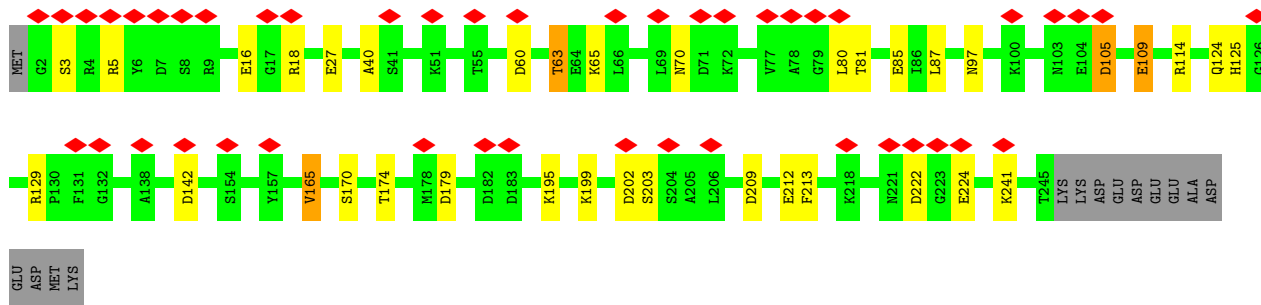 MET G2 S3 R4 R5 Y6 D7 S8 R9 E16 G17 R18 E27 A40 S41 K51 T55 D60 T63 E64 K65 L66 L69 N70 D71 K72 V77 A78 G79 L80 T81 E85 I86 L87 N97 K100 N103 E104 D105 E109 R114 Q124 H125 G126
R129 P130 F131 G132 A138 D142 S154 Y157 V165 S170 T174 M178 D179 D182 D183 K195 K199 D202 S203 S204 A205 L206 D209 E212 F213 K218 N221 D222 G223 E224 K241 T245 LYS LYS ASP GLU ASP GLU GLU ALA ASP
GLU ASP MET LYS